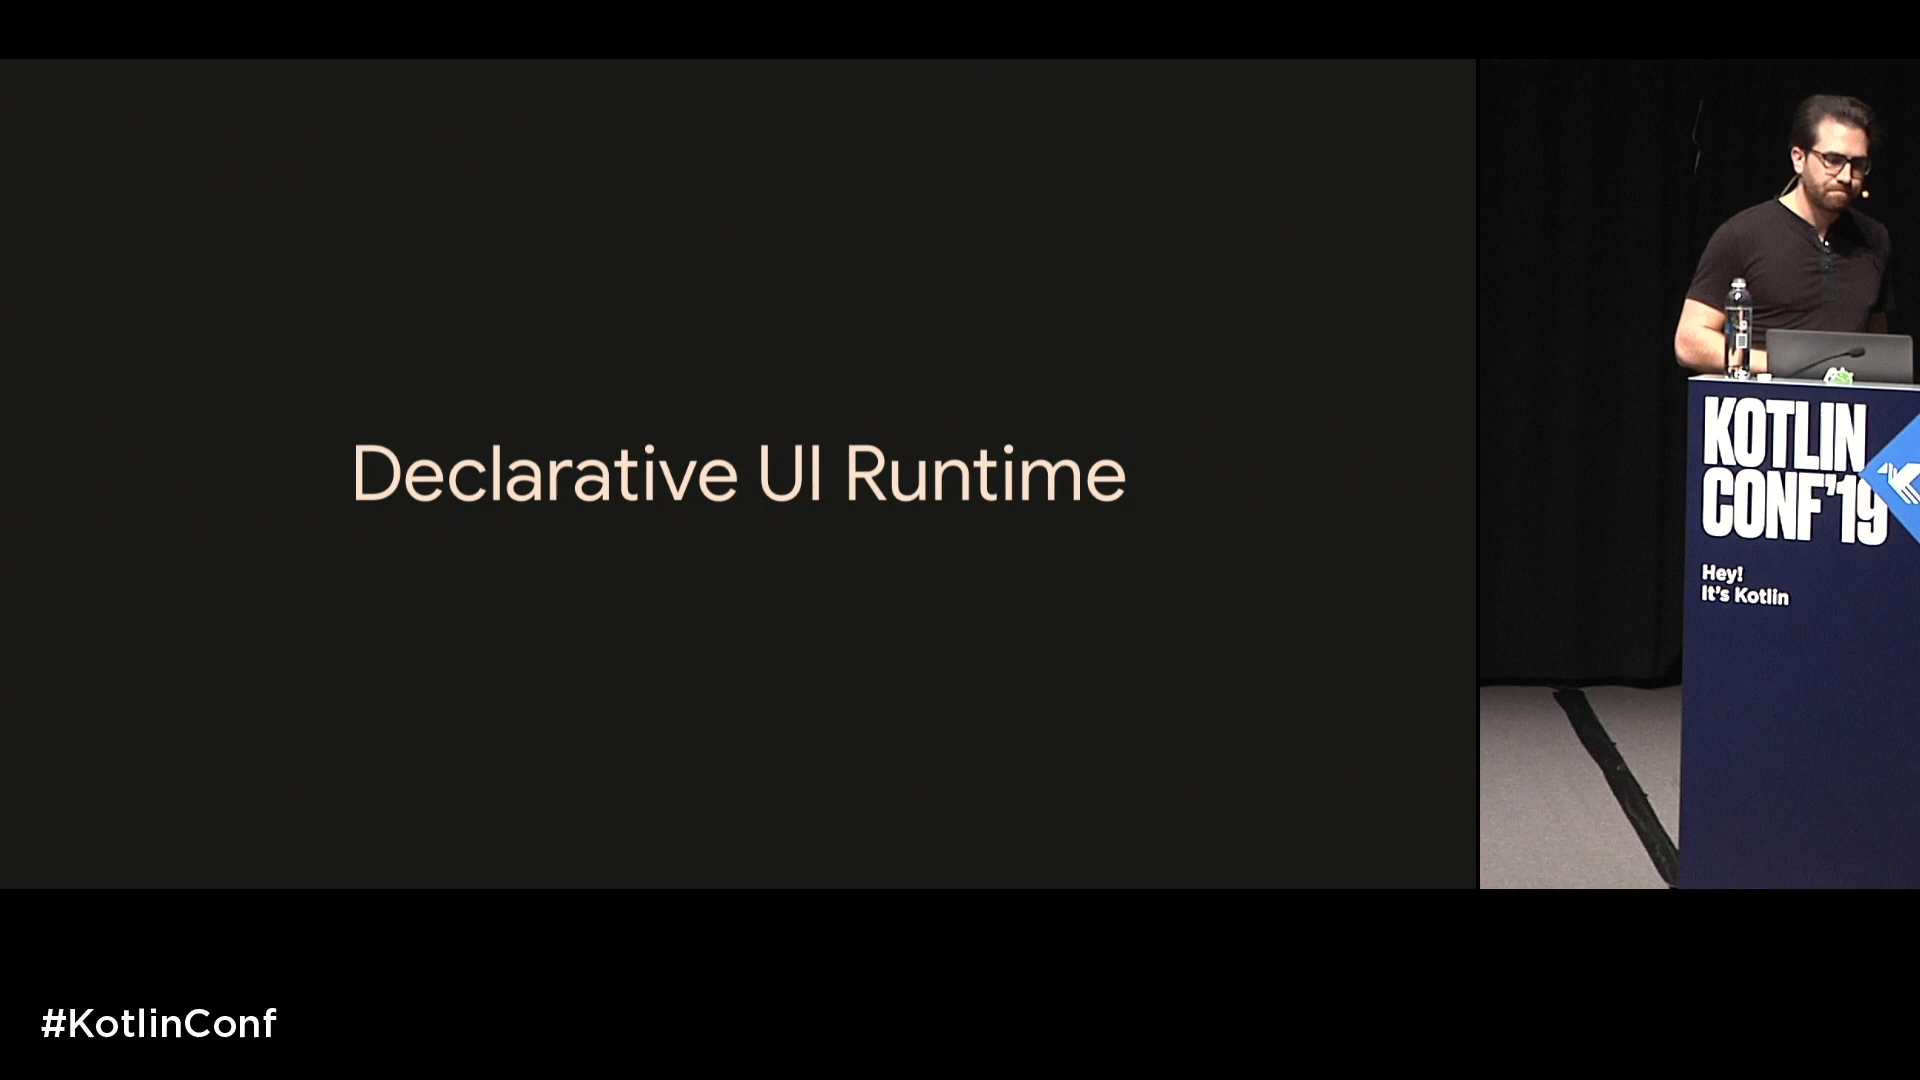 Declarative UI Runtime
KOTLIN
CONF'19
Hey!
It's Kotlin
#KotlinConf